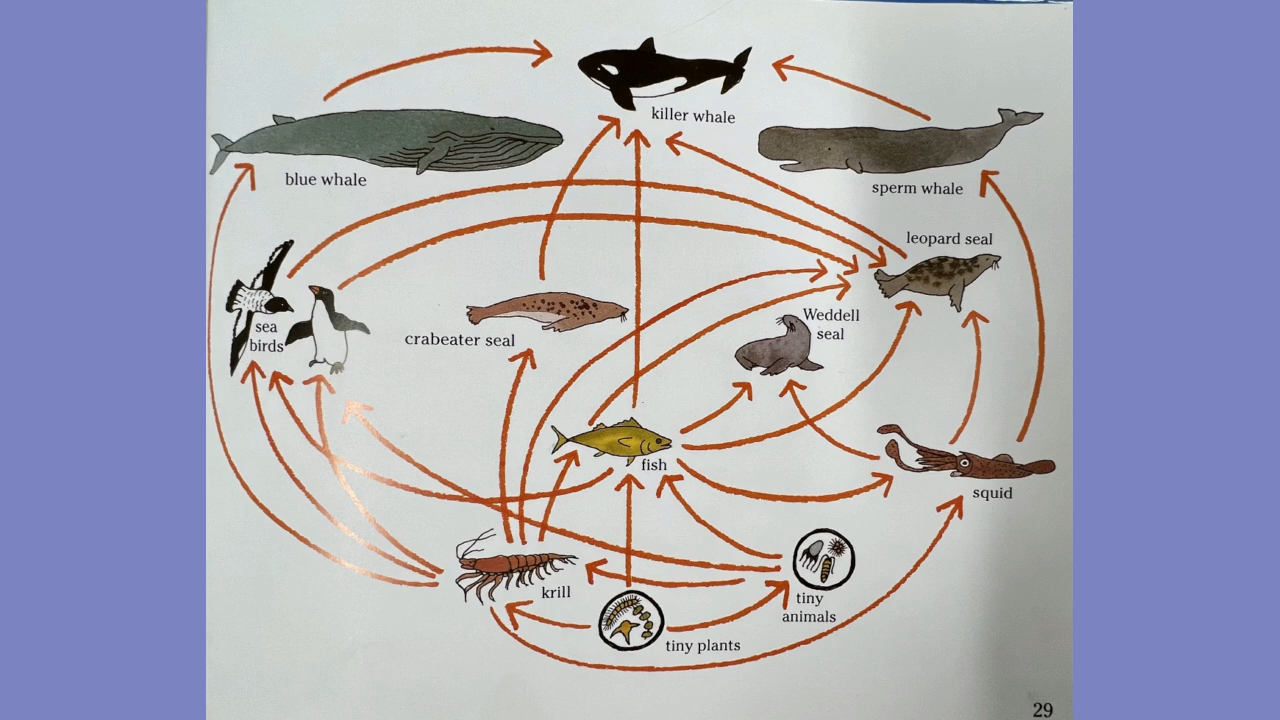 killer whale
blue whale
sperm whale
leopard seal
sea
birds
crabeater seal
Weddell
seal
fish
squid
krill
tiny
animals
tiny plants
29